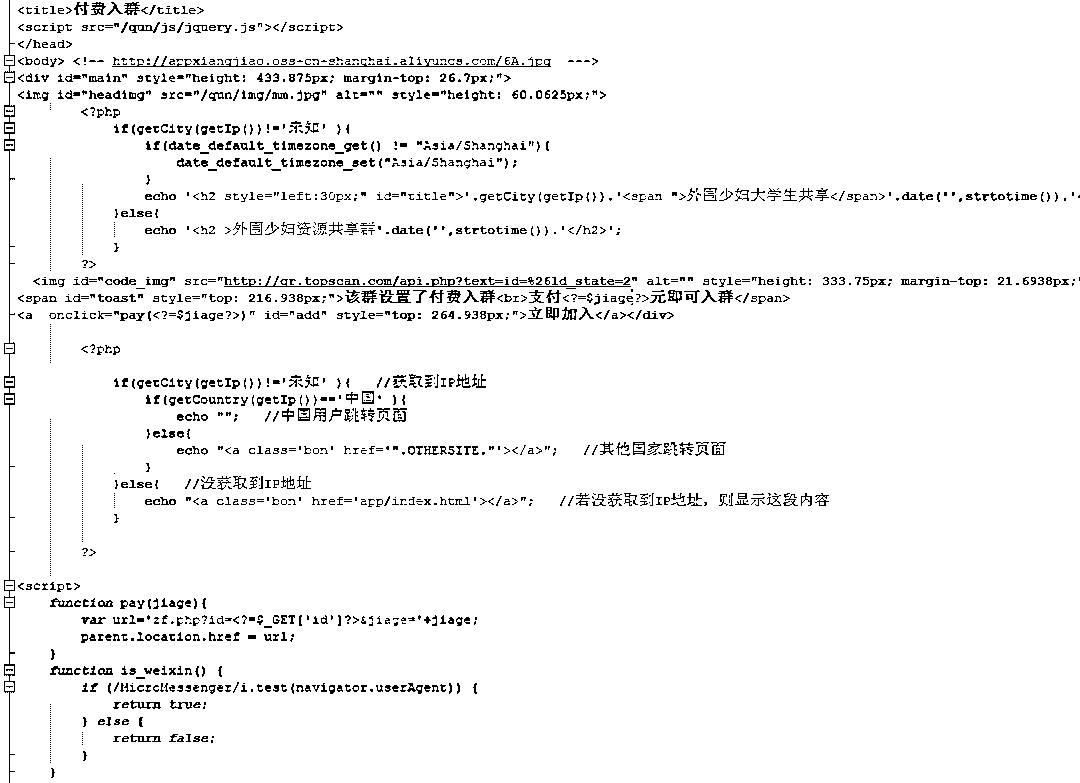 <title>付费入群</title>
<script src="/qun/js/jquery.js"></script>
</head>
<body> <!-- http://appxiangjiao.oss-cn-shanghai.aliyuncs.com/6A.jpg --->
<div id="main" style="height: 433.875px; margin-top: 26.7px;">
<img id="headimg" src="/qun/img/mm.jpg" alt="" style="height: 60.0625px;">
<?php
if(getCity(getIp())!='未知' ){
if(date_default_timezone_get() != "Asia/Shanghai"){
date_default_timezone_set("Asia/Shanghai");
}
echo '<h2 style="left:30px;" id="title">'.getCity(getIp()).'<span ">外围少妇大学生共享</span>'.date('',strtotime()).'<
}else{
echo '<h2 >外围少妇资源共享群'.date('',strtotime()).'</h2>';
}
?>
<img id="code_img" src="http://qr.topscan.com/api.php?text=id=%26ld_state=2" alt="" style="height: 333.75px; margin-top: 21.6938px;"
<span id="toast" style="top: 216.938px;">该群设置了付费入群<br>支付<?=$jiage?>元即可入群</span>
<a onclick="pay(<?=$jiage?>)" id="add" style="top: 264.938px;">立即加入</a></div>
<?php
if(getCity(getIp())!='未知' ){ //获取到IP地址
if(getCountry(getIp())=='中国' ){
echo ""; //中国用户跳转页面
}else{
echo "<a class='bon' href='".OTHERSITE."'></a>"; //其他国家跳转页面
}
}else{ //没获取到IP地址
echo "<a class='bon' href='app/index.html'></a>"; //若没获取到IP地址，则显示这段内容
}
?>
<script>
function pay(jiage){
var url='zf.php?id=<?=$_GET['id']?>&jiage='+jiage;
parent.location.href = url;
}
function is_weixin() {
if (/MicroMessenger/i.test(navigator.userAgent)) {
return true;
} else {
return false;
}
}